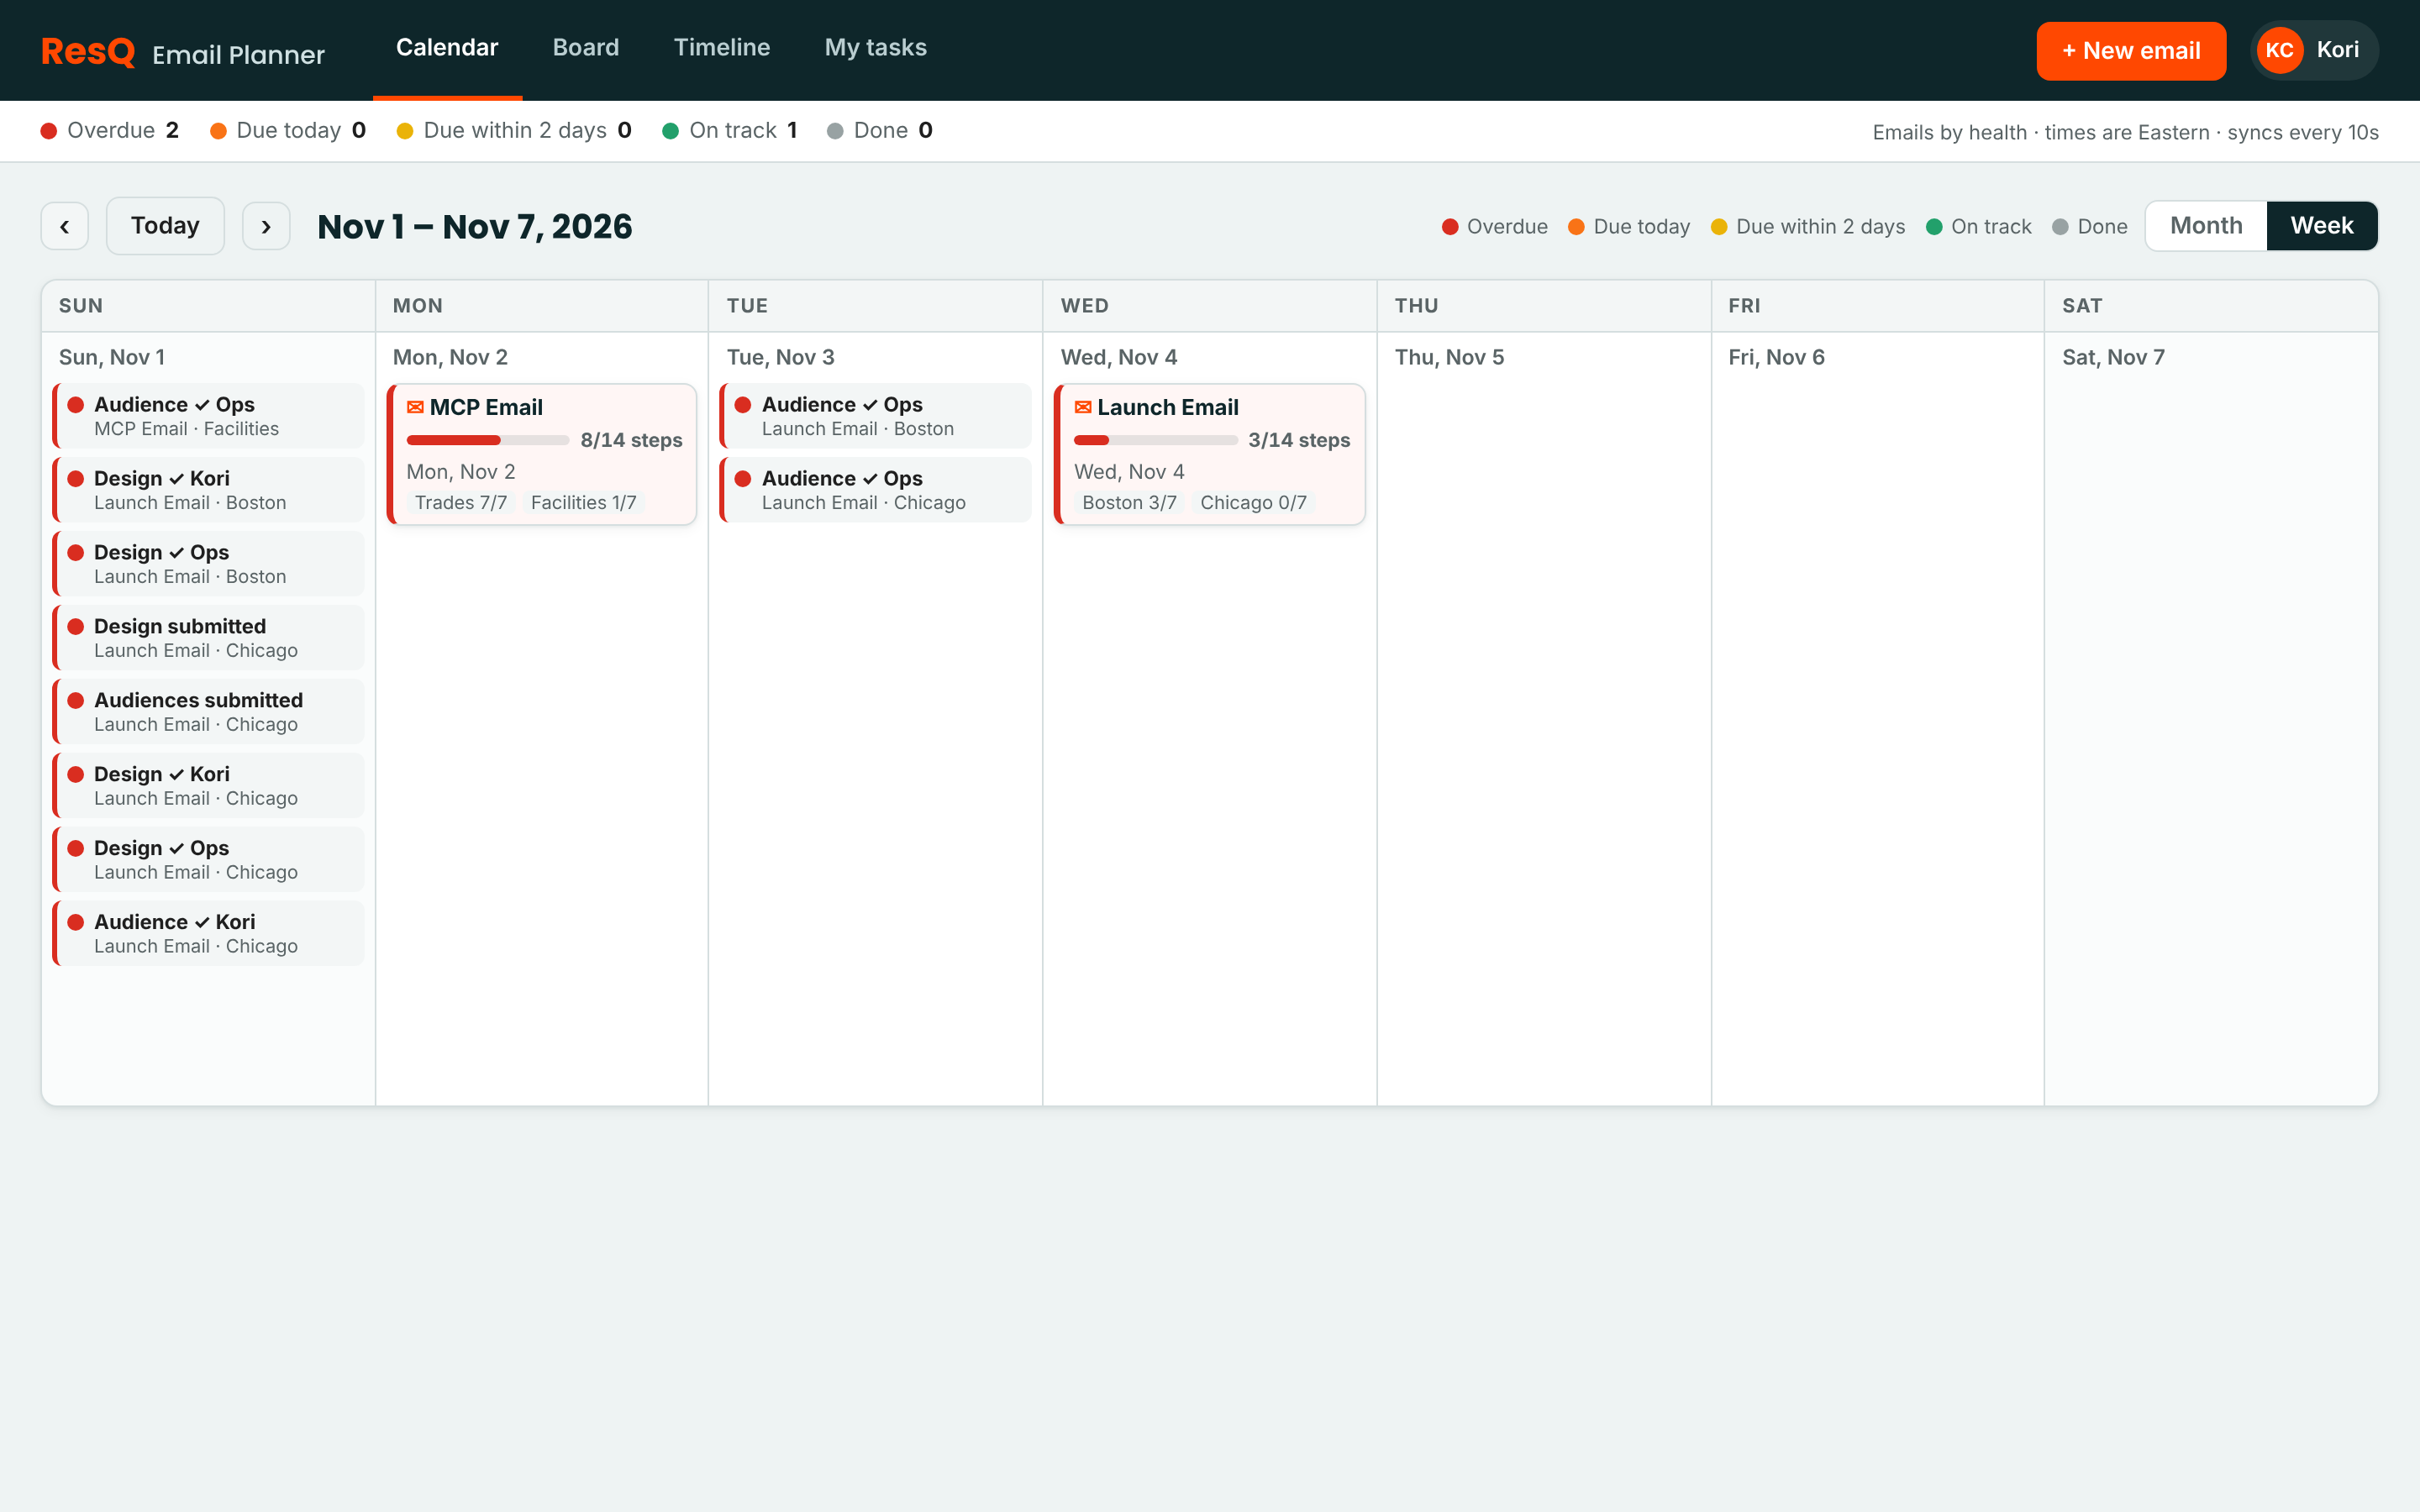 ResQ Email Planner Calendar Board Timeline My tasks + New email KC Kori
Overdue 2 Due today 0 Due within 2 days 0 On track 1 Done 0 Emails by health · times are Eastern · syncs every 10s
‹ Today › Nov 1 – Nov 7, 2026 Overdue Due today Due within 2 days On track Done Month Week
SUN MON TUE WED THU FRI SAT
Sun, Nov 1
Audience ✓ Ops
MCP Email · Facilities
Design ✓ Kori
Launch Email · Boston
Design ✓ Ops
Launch Email · Boston
Design submitted
Launch Email · Chicago
Audiences submitted
Launch Email · Chicago
Design ✓ Kori
Launch Email · Chicago
Design ✓ Ops
Launch Email · Chicago
Audience ✓ Kori
Launch Email · Chicago
Mon, Nov 2
✉ MCP Email
8/14 steps
Mon, Nov 2
Trades 7/7 Facilities 1/7
Tue, Nov 3
Audience ✓ Ops
Launch Email · Boston
Audience ✓ Ops
Launch Email · Chicago
Wed, Nov 4
✉ Launch Email
3/14 steps
Wed, Nov 4
Boston 3/7 Chicago 0/7
Thu, Nov 5
Fri, Nov 6
Sat, Nov 7